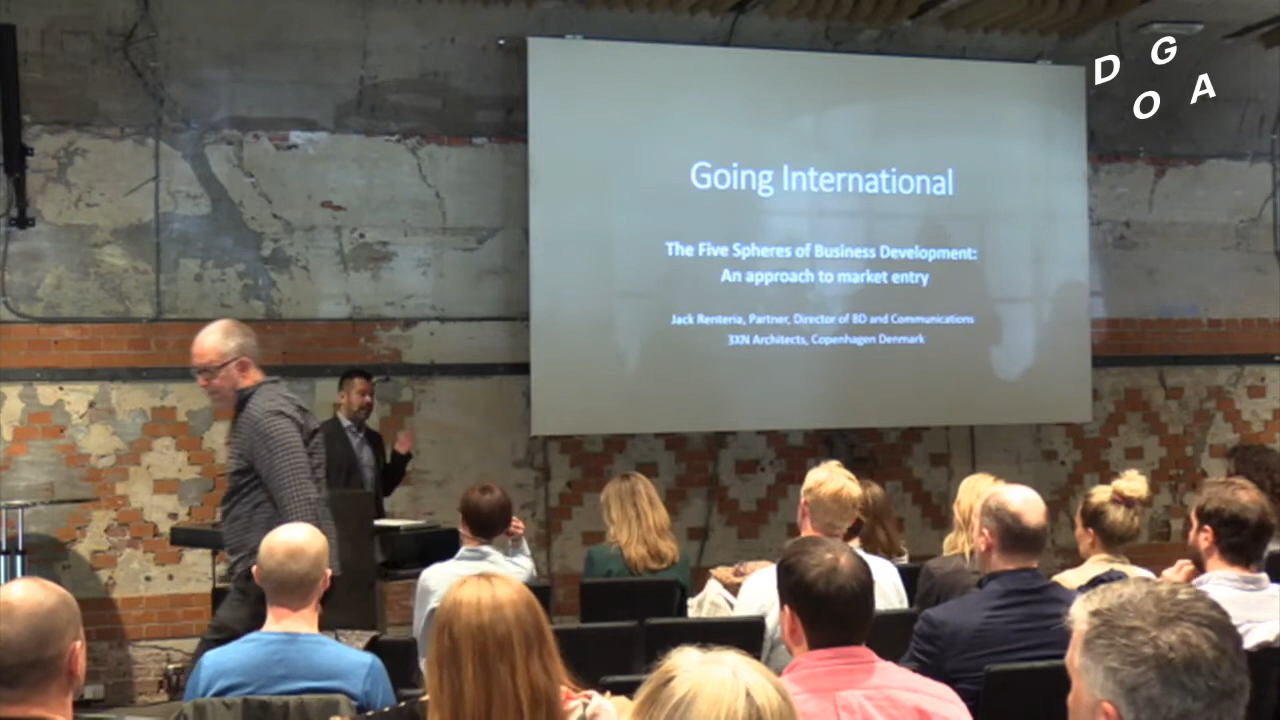 D G
O A
Going International
The Five Spheres of Business Development:
An approach to market entry
Jack Renteria, Partner, Director of BD and Communications
3XN Architects, Copenhagen Denmark